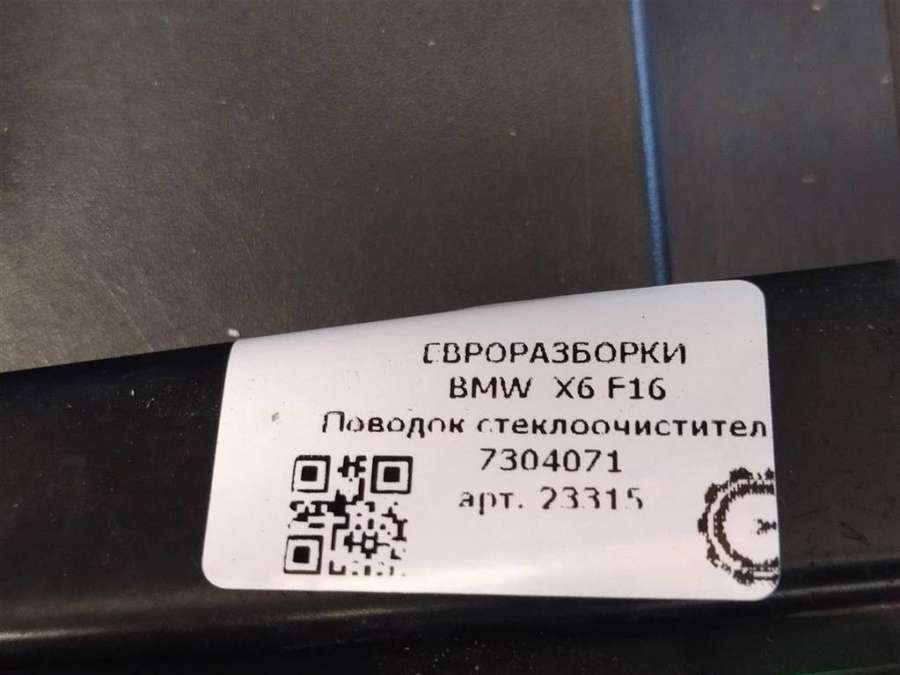 ЕВРОРАЗБОРКИ
BMW X6 F16
Поводок стеклоочистител
7304071
арт. 23315